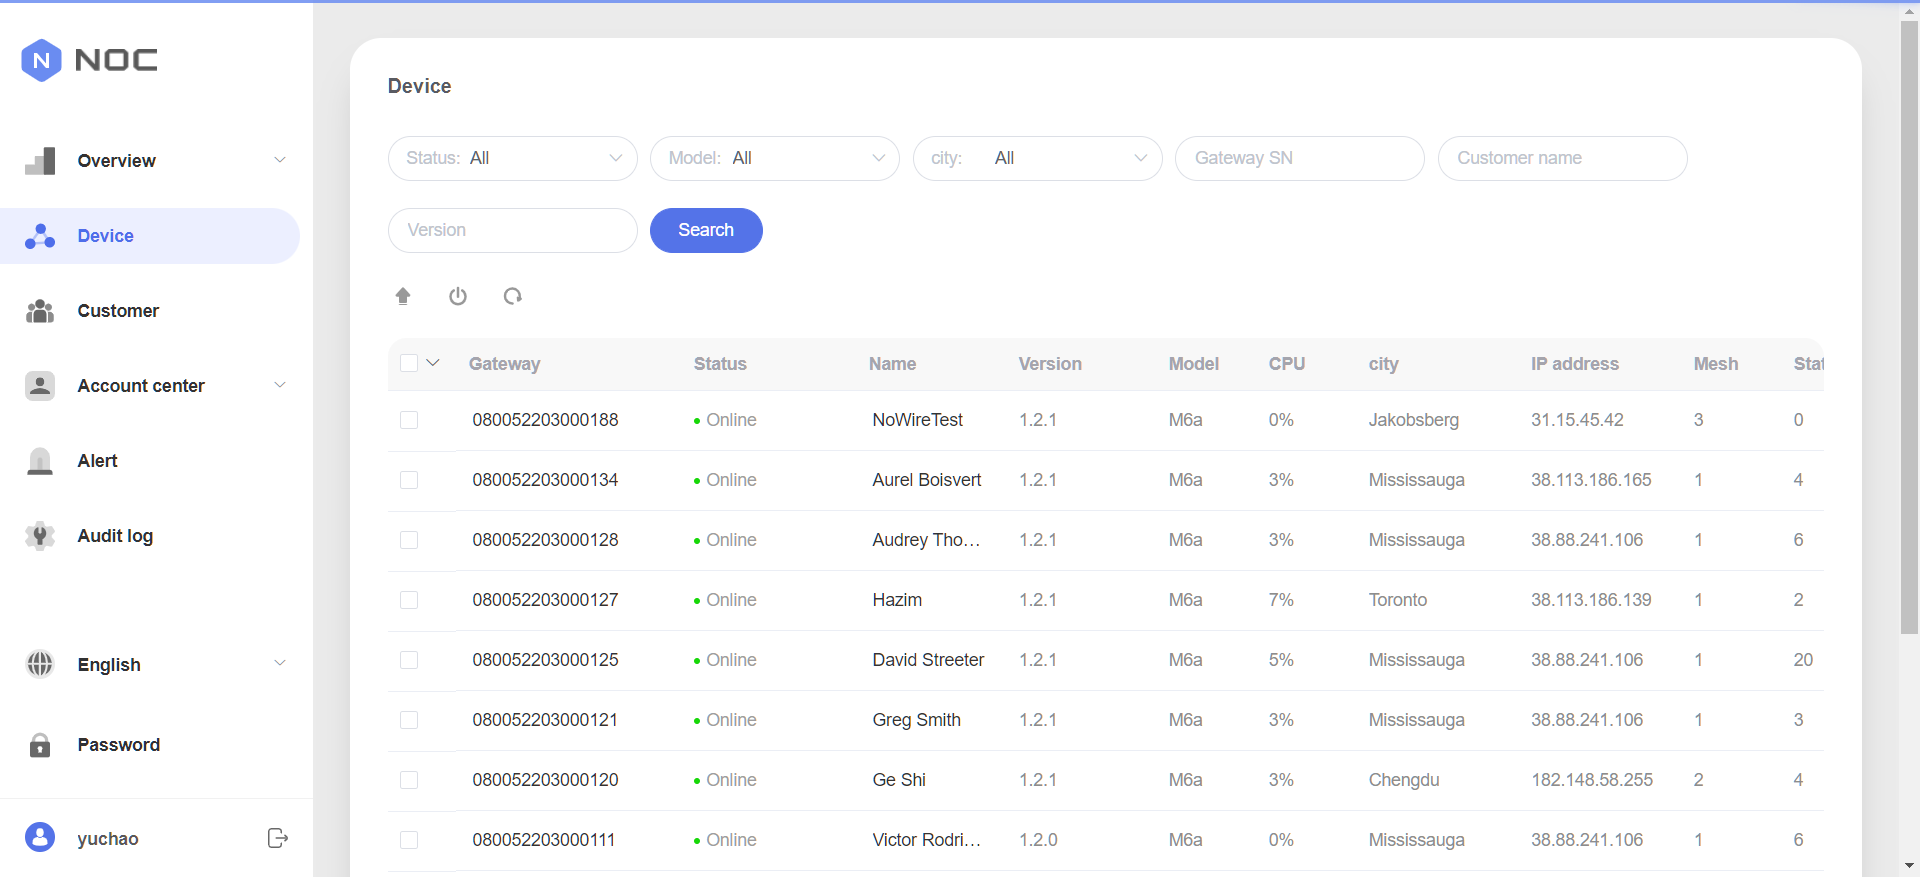 N NOC
Overview
Device
Customer
Account center
Alert
Audit log
English
Password
yuchao
Device
Status: All
Model: All
city: All
Gateway SN
Customer name
Version
Search
Gateway Status Name Version Model CPU city IP address Mesh Stat
080052203000188 Online NoWireTest 1.2.1 M6a 0% Jakobsberg 31.15.45.42 3 0
080052203000134 Online Aurel Boisvert 1.2.1 M6a 3% Mississauga 38.113.186.165 1 4
080052203000128 Online Audrey Tho... 1.2.1 M6a 3% Mississauga 38.88.241.106 1 6
080052203000127 Online Hazim 1.2.1 M6a 7% Toronto 38.113.186.139 1 2
080052203000125 Online David Streeter 1.2.1 M6a 5% Mississauga 38.88.241.106 1 20
080052203000121 Online Greg Smith 1.2.1 M6a 3% Mississauga 38.88.241.106 1 3
080052203000120 Online Ge Shi 1.2.1 M6a 3% Chengdu 182.148.58.255 2 4
080052203000111 Online Victor Rodri... 1.2.0 M6a 0% Mississauga 38.88.241.106 1 6